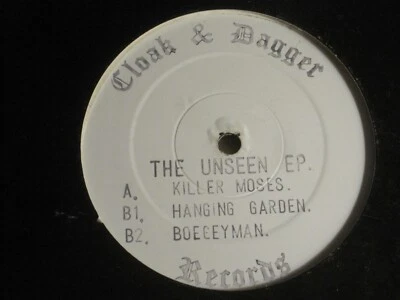 Cloak & Dagger
THE UNSEEN EP.
A. KILLER MOSES.
B1. HANGING GARDEN.
B2. BOEGEYMAN.
Records